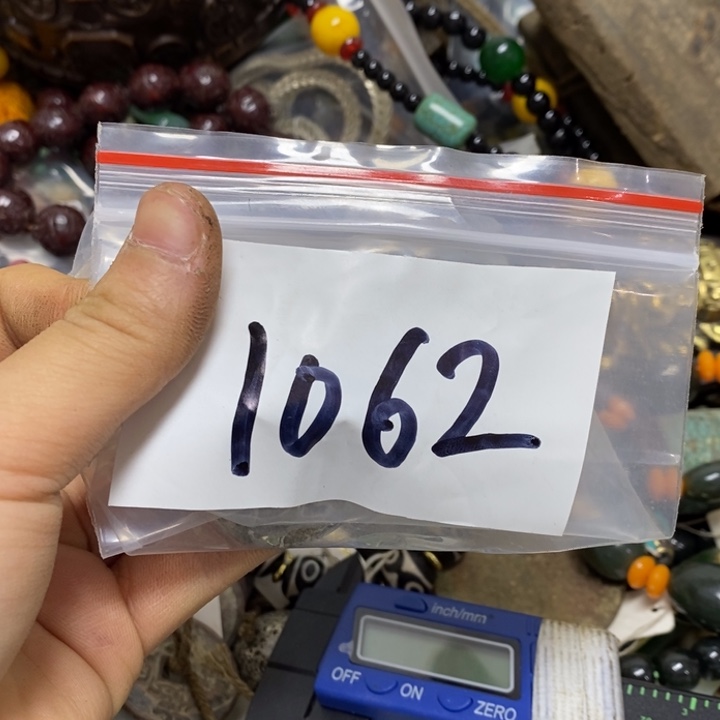 1062
inch/mm
OFF ON ZERO